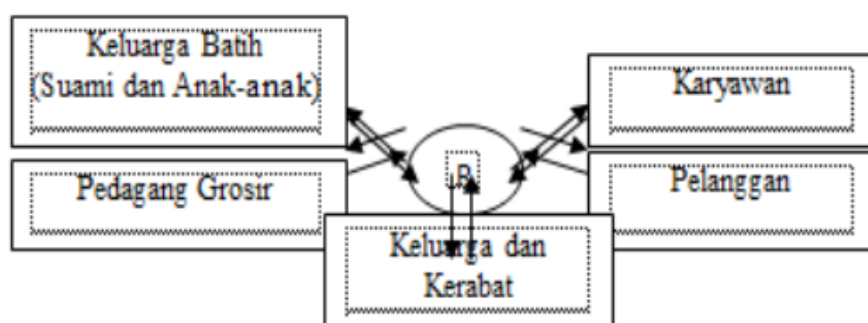 Keluarga Batih
(Suami dan Anak-anak)
Karyawan
Pedagang Grosir
Pelanggan
Keluarga dan
Kerabat